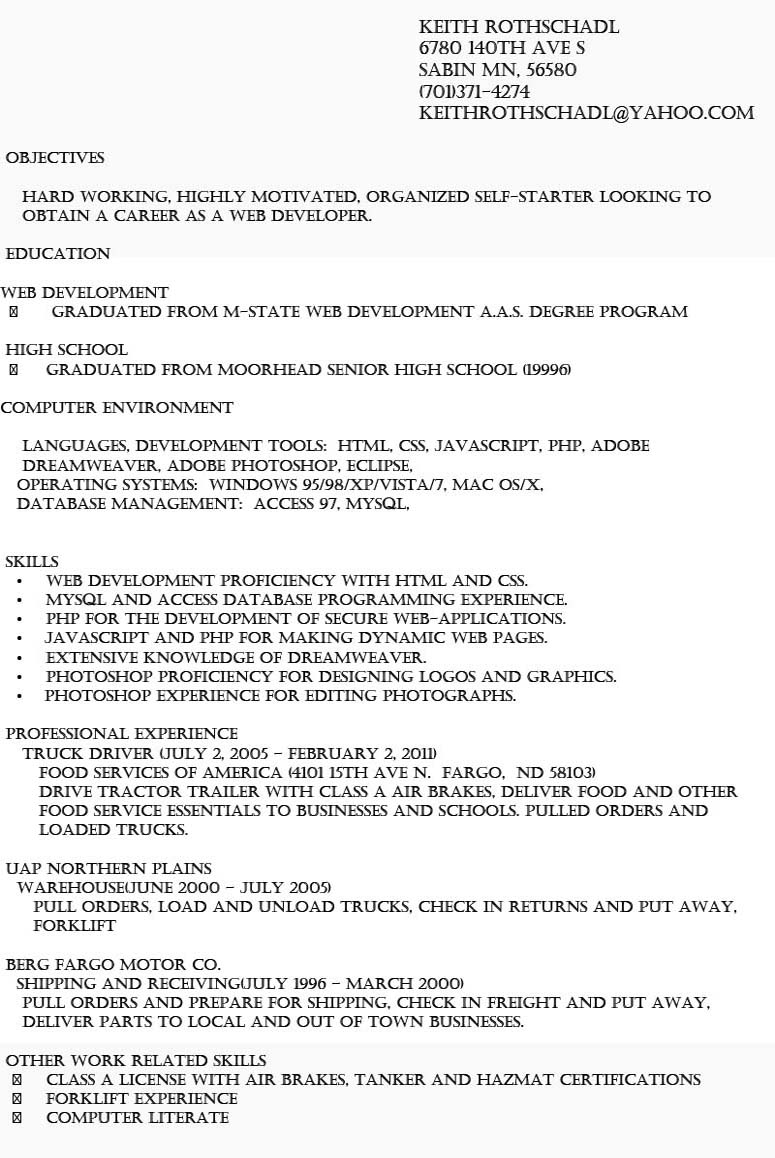 KEITH ROTHSCHADL
6780 140TH AVE S
SABIN MN, 56580
(701)371-4274
KEITHROTHSCHADL@YAHOO.COM
OBJECTIVES
HARD WORKING, HIGHLY MOTIVATED, ORGANIZED SELF-STARTER LOOKING TO
OBTAIN A CAREER AS A WEB DEVELOPER.
EDUCATION
WEB DEVELOPMENT
GRADUATED FROM M-STATE WEB DEVELOPMENT A.A.S. DEGREE PROGRAM
HIGH SCHOOL
GRADUATED FROM MOORHEAD SENIOR HIGH SCHOOL (19996)
COMPUTER ENVIRONMENT
LANGUAGES, DEVELOPMENT TOOLS: HTML, CSS, JAVASCRIPT, PHP, ADOBE
DREAMWEAVER, ADOBE PHOTOSHOP, ECLIPSE,
OPERATING SYSTEMS: WINDOWS 95/98/XP/VISTA/7, MAC OS/X,
DATABASE MANAGEMENT: ACCESS 97, MYSQL,
SKILLS
• WEB DEVELOPMENT PROFICIENCY WITH HTML AND CSS.
• MYSQL AND ACCESS DATABASE PROGRAMMING EXPERIENCE.
• PHP FOR THE DEVELOPMENT OF SECURE WEB-APPLICATIONS.
• JAVASCRIPT AND PHP FOR MAKING DYNAMIC WEB PAGES.
• EXTENSIVE KNOWLEDGE OF DREAMWEAVER.
• PHOTOSHOP PROFICIENCY FOR DESIGNING LOGOS AND GRAPHICS.
• PHOTOSHOP EXPERIENCE FOR EDITING PHOTOGRAPHS.
PROFESSIONAL EXPERIENCE
TRUCK DRIVER (JULY 2, 2005 - FEBRUARY 2, 2011)
FOOD SERVICES OF AMERICA (4101 15TH AVE N. FARGO, ND 58103)
DRIVE TRACTOR TRAILER WITH CLASS A AIR BRAKES, DELIVER FOOD AND OTHER
FOOD SERVICE ESSENTIALS TO BUSINESSES AND SCHOOLS. PULLED ORDERS AND
LOADED TRUCKS.
UAP NORTHERN PLAINS
WAREHOUSE(JUNE 2000 - JULY 2005)
PULL ORDERS, LOAD AND UNLOAD TRUCKS, CHECK IN RETURNS AND PUT AWAY,
FORKLIFT
BERG FARGO MOTOR CO.
SHIPPING AND RECEIVING(JULY 1996 - MARCH 2000)
PULL ORDERS AND PREPARE FOR SHIPPING, CHECK IN FREIGHT AND PUT AWAY,
DELIVER PARTS TO LOCAL AND OUT OF TOWN BUSINESSES.
OTHER WORK RELATED SKILLS
CLASS A LICENSE WITH AIR BRAKES, TANKER AND HAZMAT CERTIFICATIONS
FORKLIFT EXPERIENCE
COMPUTER LITERATE